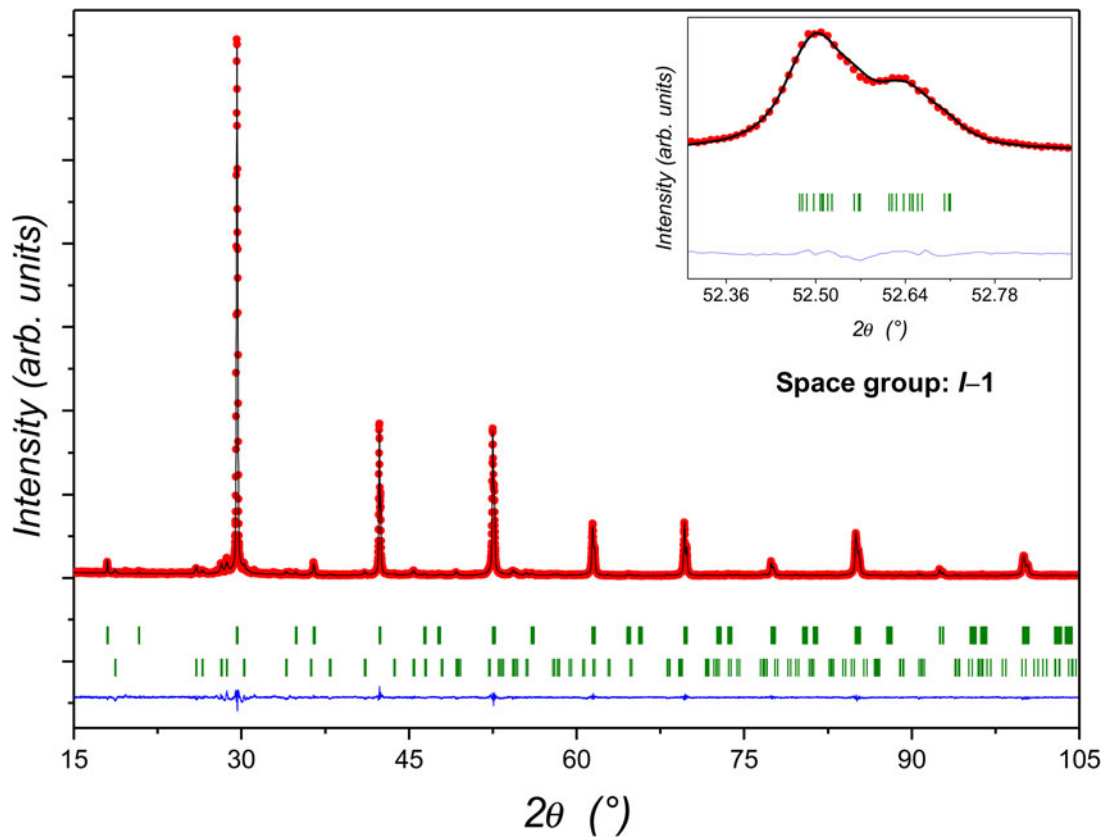 Intensity (arb. units)
Intensity (arb. units)
52.36 52.50 52.64 52.78
2θ (°)
Space group: I–1
15 30 45 60 75 90 105
2θ (°)